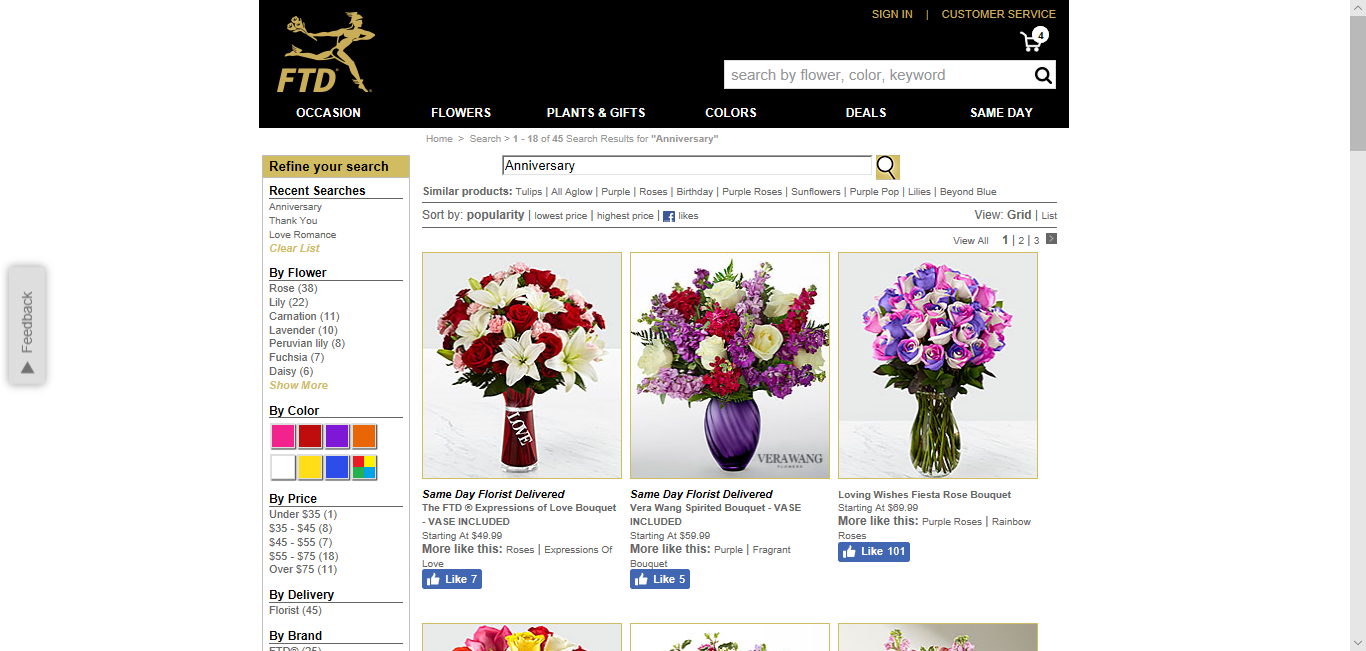 SIGN IN | CUSTOMER SERVICE
4
FTD
search by flower, color, keyword
OCCASION FLOWERS PLANTS & GIFTS COLORS DEALS SAME DAY
Home > Search > 1 - 18 of 45 Search Results for "Anniversary"
Refine your search
Recent Searches
Anniversary
Thank You
Love Romance
Clear List
By Flower
Rose (38)
Lily (22)
Carnation (11)
Lavender (10)
Peruvian lily (8)
Fuchsia (7)
Daisy (6)
Show More
By Color
By Price
Under $35 (1)
$35 - $45 (8)
$45 - $55 (7)
$55 - $75 (18)
Over $75 (11)
By Delivery
Florist (45)
By Brand
FTD® (25)
Feedback
Anniversary
Similar products: Tulips | All Aglow | Purple | Roses | Birthday | Purple Roses | Sunflowers | Purple Pop | Lilies | Beyond Blue
Sort by: popularity | lowest price | highest price | f likes
View: Grid | List
View All 1 | 2 | 3 >
LOVE
Same Day Florist Delivered
The FTD ® Expressions of Love Bouquet
- VASE INCLUDED
Starting At $49.99
More like this: Roses | Expressions Of
Love
Like 7
VERAWANG
FLOWERS
Same Day Florist Delivered
Vera Wang Spirited Bouquet - VASE
INCLUDED
Starting At $59.99
More like this: Purple | Fragrant
Bouquet
Like 5
Loving Wishes Fiesta Rose Bouquet
Starting At $69.99
More like this: Purple Roses | Rainbow
Roses
Like 101